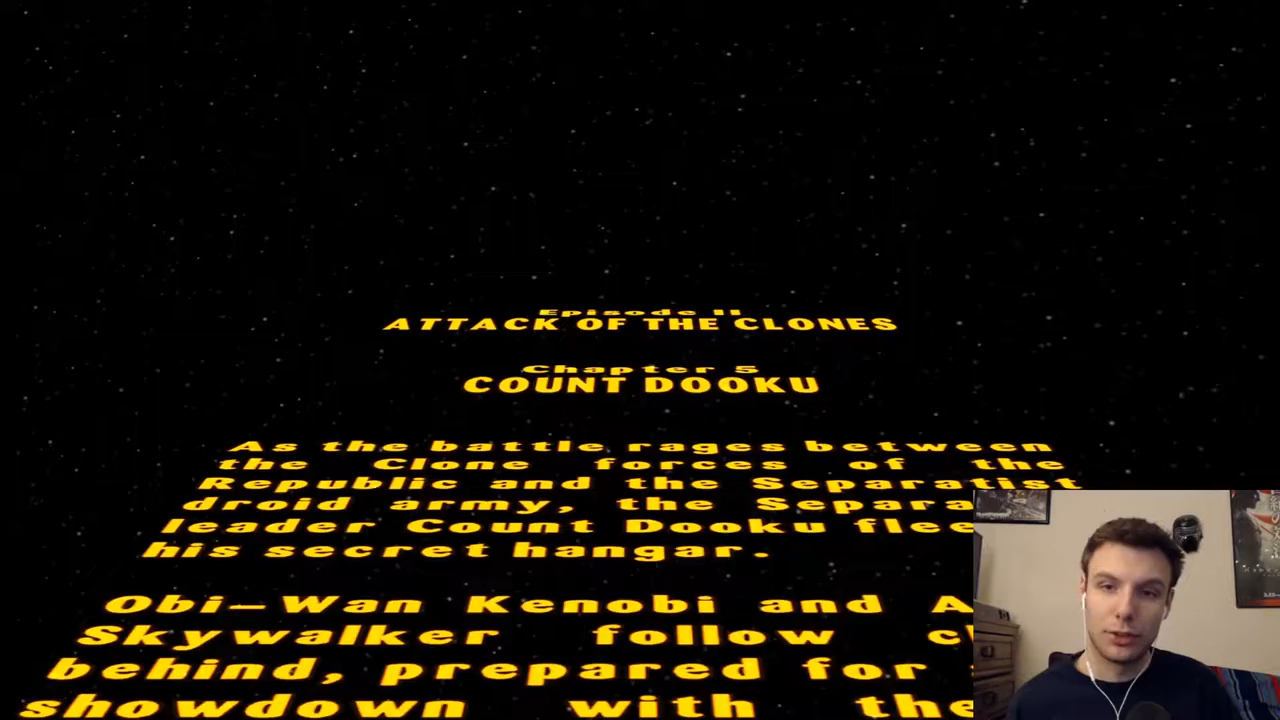 Episode II
ATTACK OF THE CLONES
Chapter 5
COUNT DOOKU
As the battle rages between
the Clone forces of the
Republic and the Separatist
droid army, the
leader Count Dooku
his secret hangar.
Obi-Wan Kenobi and
Skywalker follow
behind, prepared for
showdown with